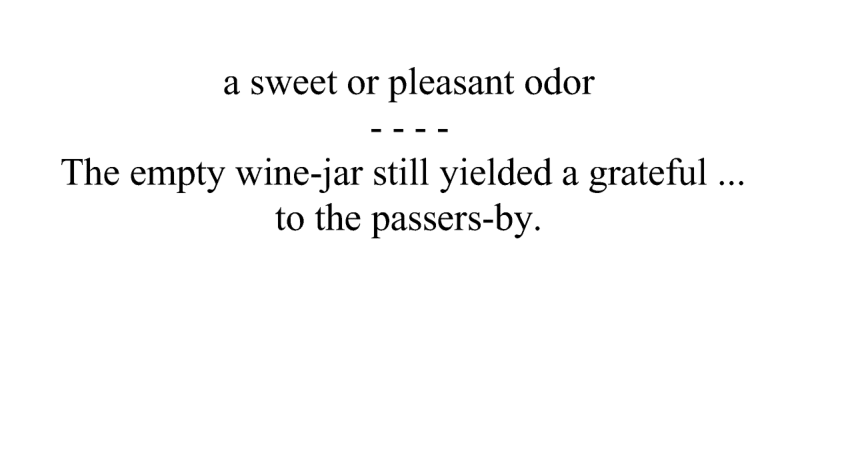 a sweet or pleasant odor
- - - -
The empty wine-jar still yielded a grateful ...
to the passers-by.